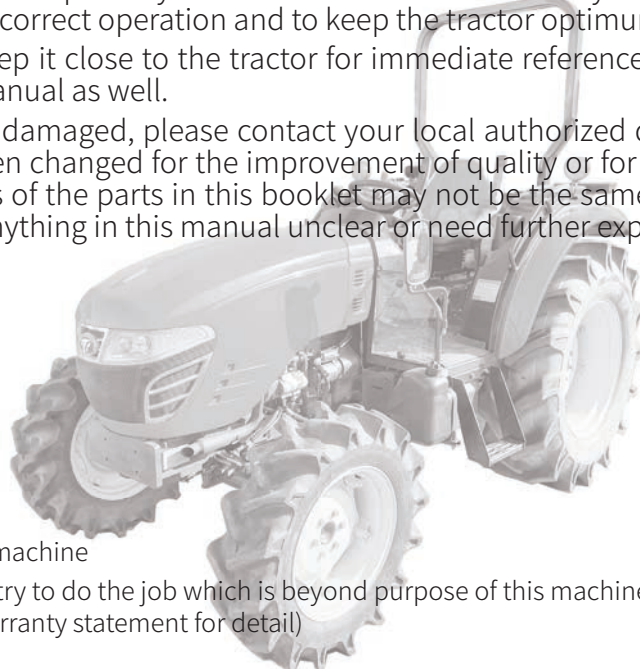 correct operation and to keep the tractor optimum
ep it close to the tractor for immediate reference
anual as well.
damaged, please contact your local authorized
en changed for the improvement of quality or for
s of the parts in this booklet may not be the same
nything in this manual unclear or need further exp
machine
try to do the job which is beyond purpose of this machine
rranty statement for detail)